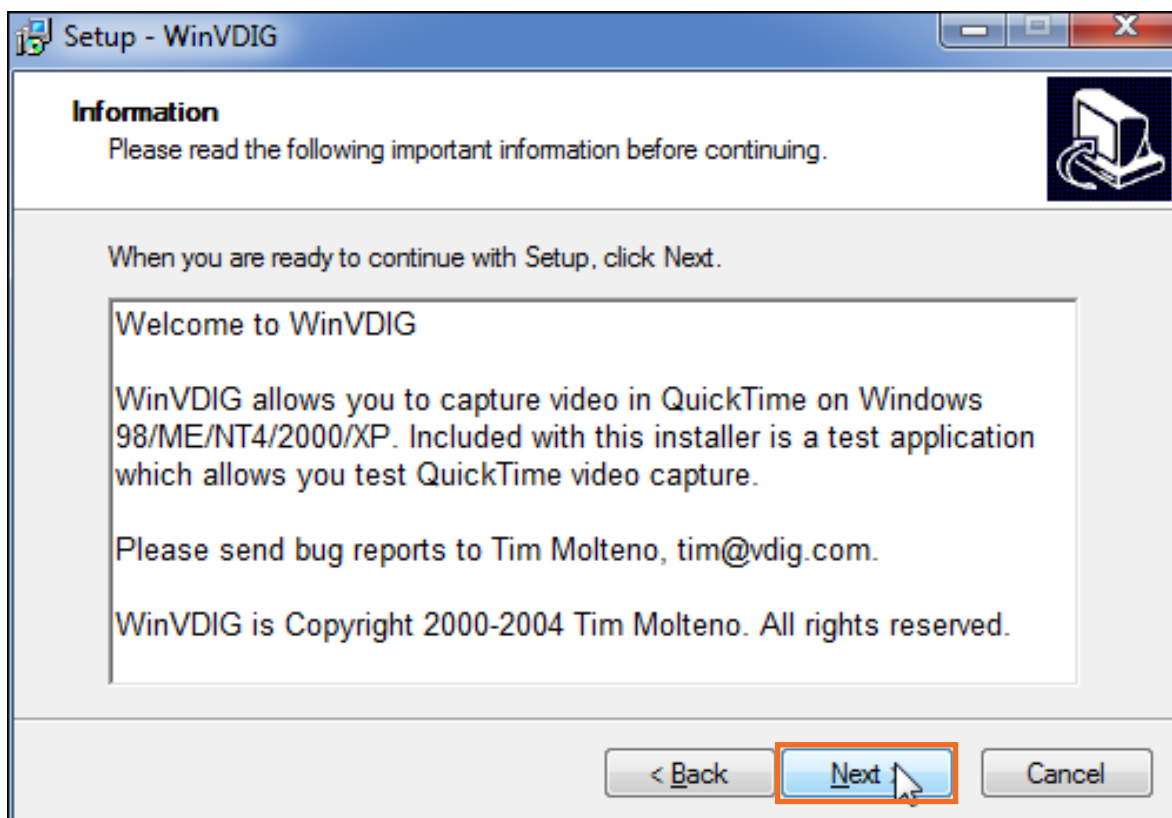 Setup - WinVDIG
Information
Please read the following important information before continuing.
When you are ready to continue with Setup, click Next.
Welcome to WinVDIG
WinVDIG allows you to capture video in QuickTime on Windows
98/ME/NT4/2000/XP. Included with this installer is a test application
which allows you test QuickTime video capture.
Please send bug reports to Tim Molteno, tim@vdig.com.
WinVDIG is Copyright 2000-2004 Tim Molteno. All rights reserved.
< Back Next > Cancel